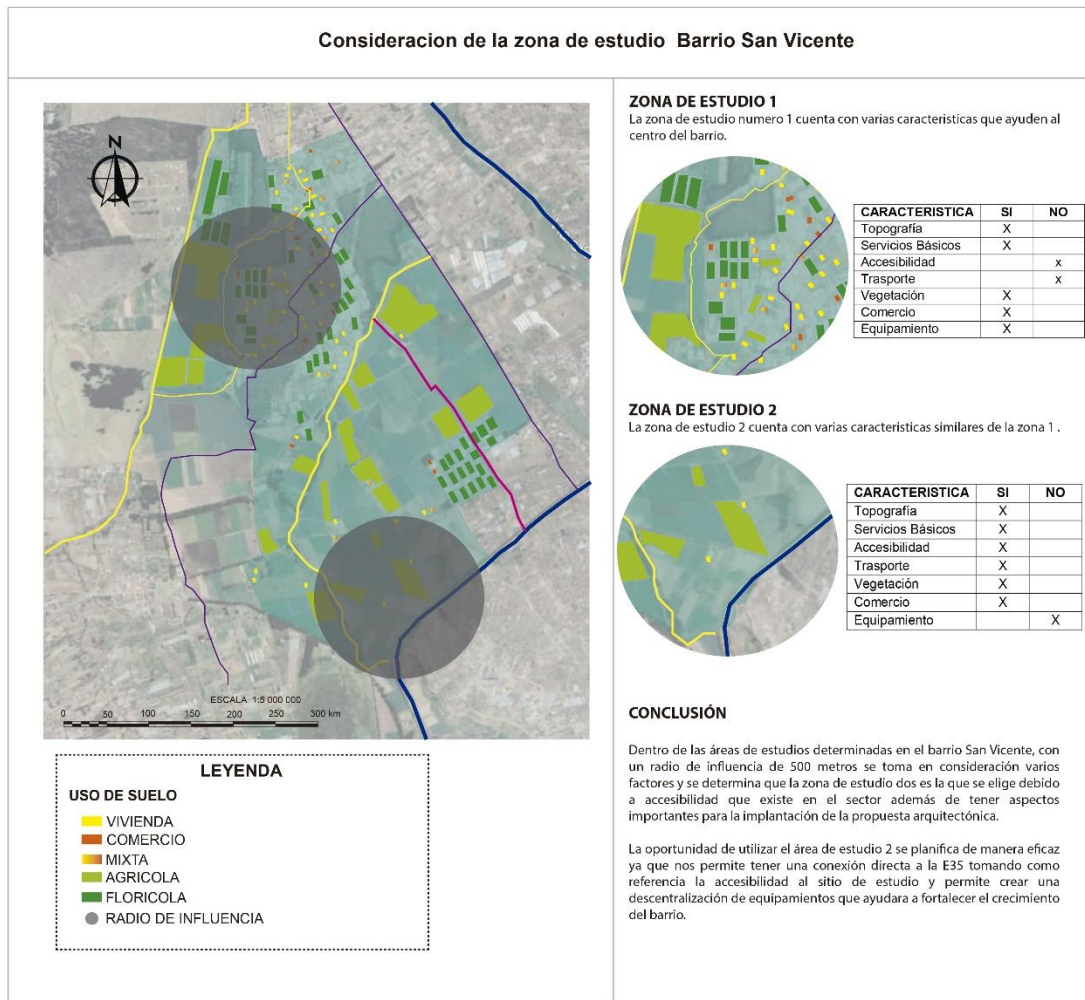 Consideracion de la zona de estudio Barrio San Vicente
N
ESCALA 1:5 000 000
0 50 100 150 200 250 300 km
LEYENDA
USO DE SUELO
VIVIENDA
COMERCIO
MIXTA
AGRICOLA
FLORICOLA
RADIO DE INFLUENCIA
ZONA DE ESTUDIO 1
La zona de estudio numero 1 cuenta con varias caracteristicas que ayuden al
centro del barrio.
CARACTERISTICA SI NO
Topografía X
Servicios Básicos X
Accesibilidad x
Trasporte x
Vegetación X
Comercio X
Equipamiento X
ZONA DE ESTUDIO 2
La zona de estudio 2 cuenta con varias caracteristicas similares de la zona 1 .
CARACTERISTICA SI NO
Topografía X
Servicios Básicos X
Accesibilidad X
Trasporte X
Vegetación X
Comercio X
Equipamiento X
CONCLUSIÓN
Dentro de las áreas de estudios determinadas en el barrio San Vicente, con
un radio de influencia de 500 metros se toma en consideración varios
factores y se determina que la zona de estudio dos es la que se elige debido
a accesibilidad que existe en el sector además de tener aspectos
importantes para la implantación de la propuesta arquitectónica.
La oportunidad de utilizar el área de estudio 2 se planifica de manera eficaz
ya que nos permite tener una conexión directa a la E35 tomando como
referencia la accesibilidad al sitio de estudio y permite crear una
descentralización de equipamientos que ayudara a fortalecer el crecimiento
del barrio.